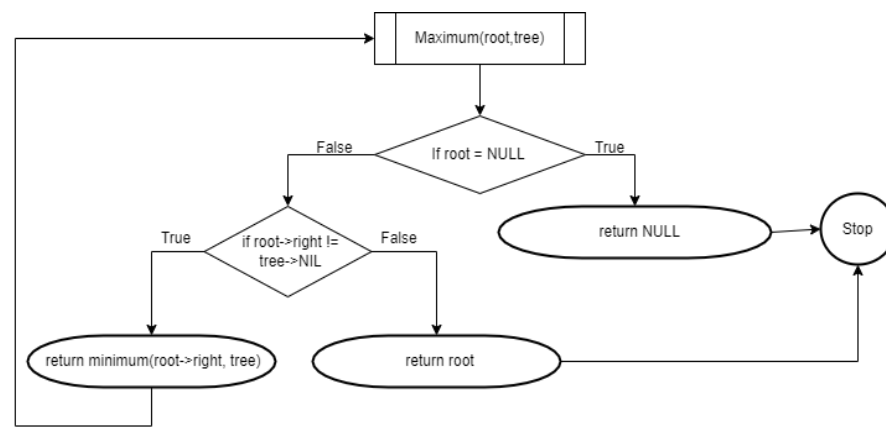 Maximum(root,tree)
False
If root = NULL
True
True
if root->right !=
tree->NIL
False
return NULL
Stop
return minimum(root->right, tree)
return root